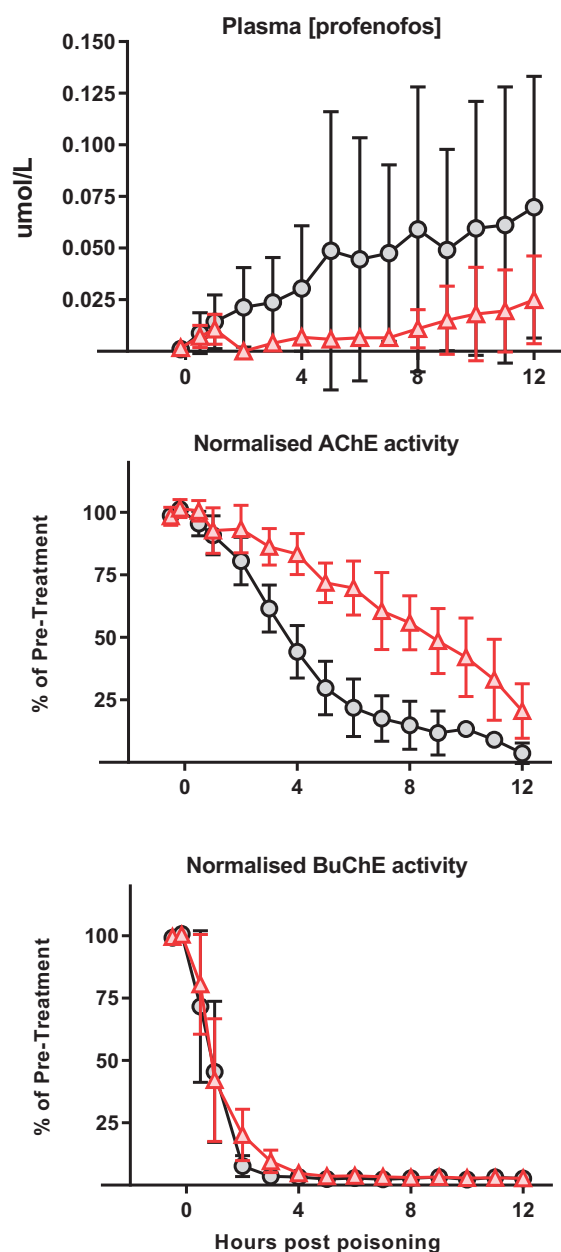 Plasma [profenofos]
umol/L
0.150
0.125
0.100
0.075
0.050
0.025
0 4 8 12
Normalised AChE activity
% of Pre-Treatment
100
75
50
25
0 4 8 12
Normalised BuChE activity
% of Pre-Treatment
100
75
50
25
0 4 8 12
Hours post poisoning